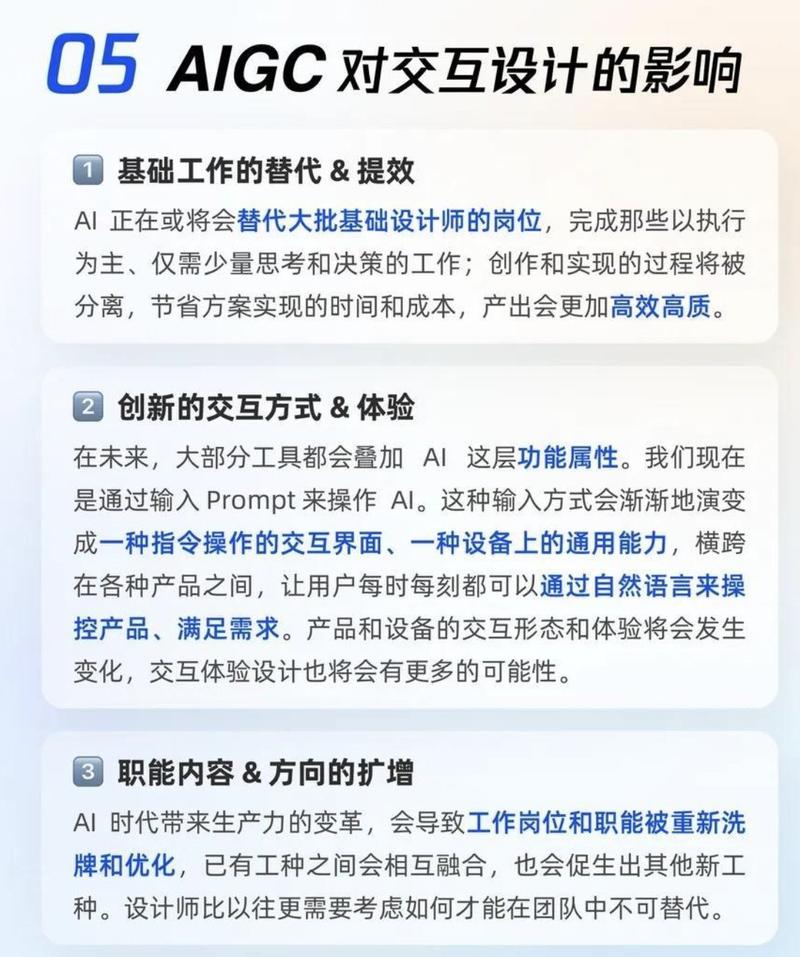 05 AIGC 对交互设计的影响
1 基础工作的替代 & 提效
AI 正在或将会替代大批基础设计师的岗位，完成那些以执行
为主、仅需少量思考和决策的工作；创作和实现的过程将被
分离，节省方案实现的时间和成本，产出会更加高效高质。
2 创新的交互方式 & 体验
在未来，大部分工具都会叠加 AI 这层功能属性。我们现在
是通过输入 Prompt 来操作 AI。这种输入方式会渐渐地演变
成一种指令操作的交互界面、一种设备上的通用能力，横跨
在各种产品之间，让用户每时每刻都可以通过自然语言来操
控产品、满足需求。产品和设备的交互形态和体验将会发生
变化，交互体验设计也将会有更多的可能性。
3 职能内容 & 方向的扩增
AI 时代带来生产力的变革，会导致工作岗位和职能被重新洗
牌和优化，已有工种之间会相互融合，也会促生出其他新工
种。设计师比以往更需要考虑如何才能在团队中不可替代。